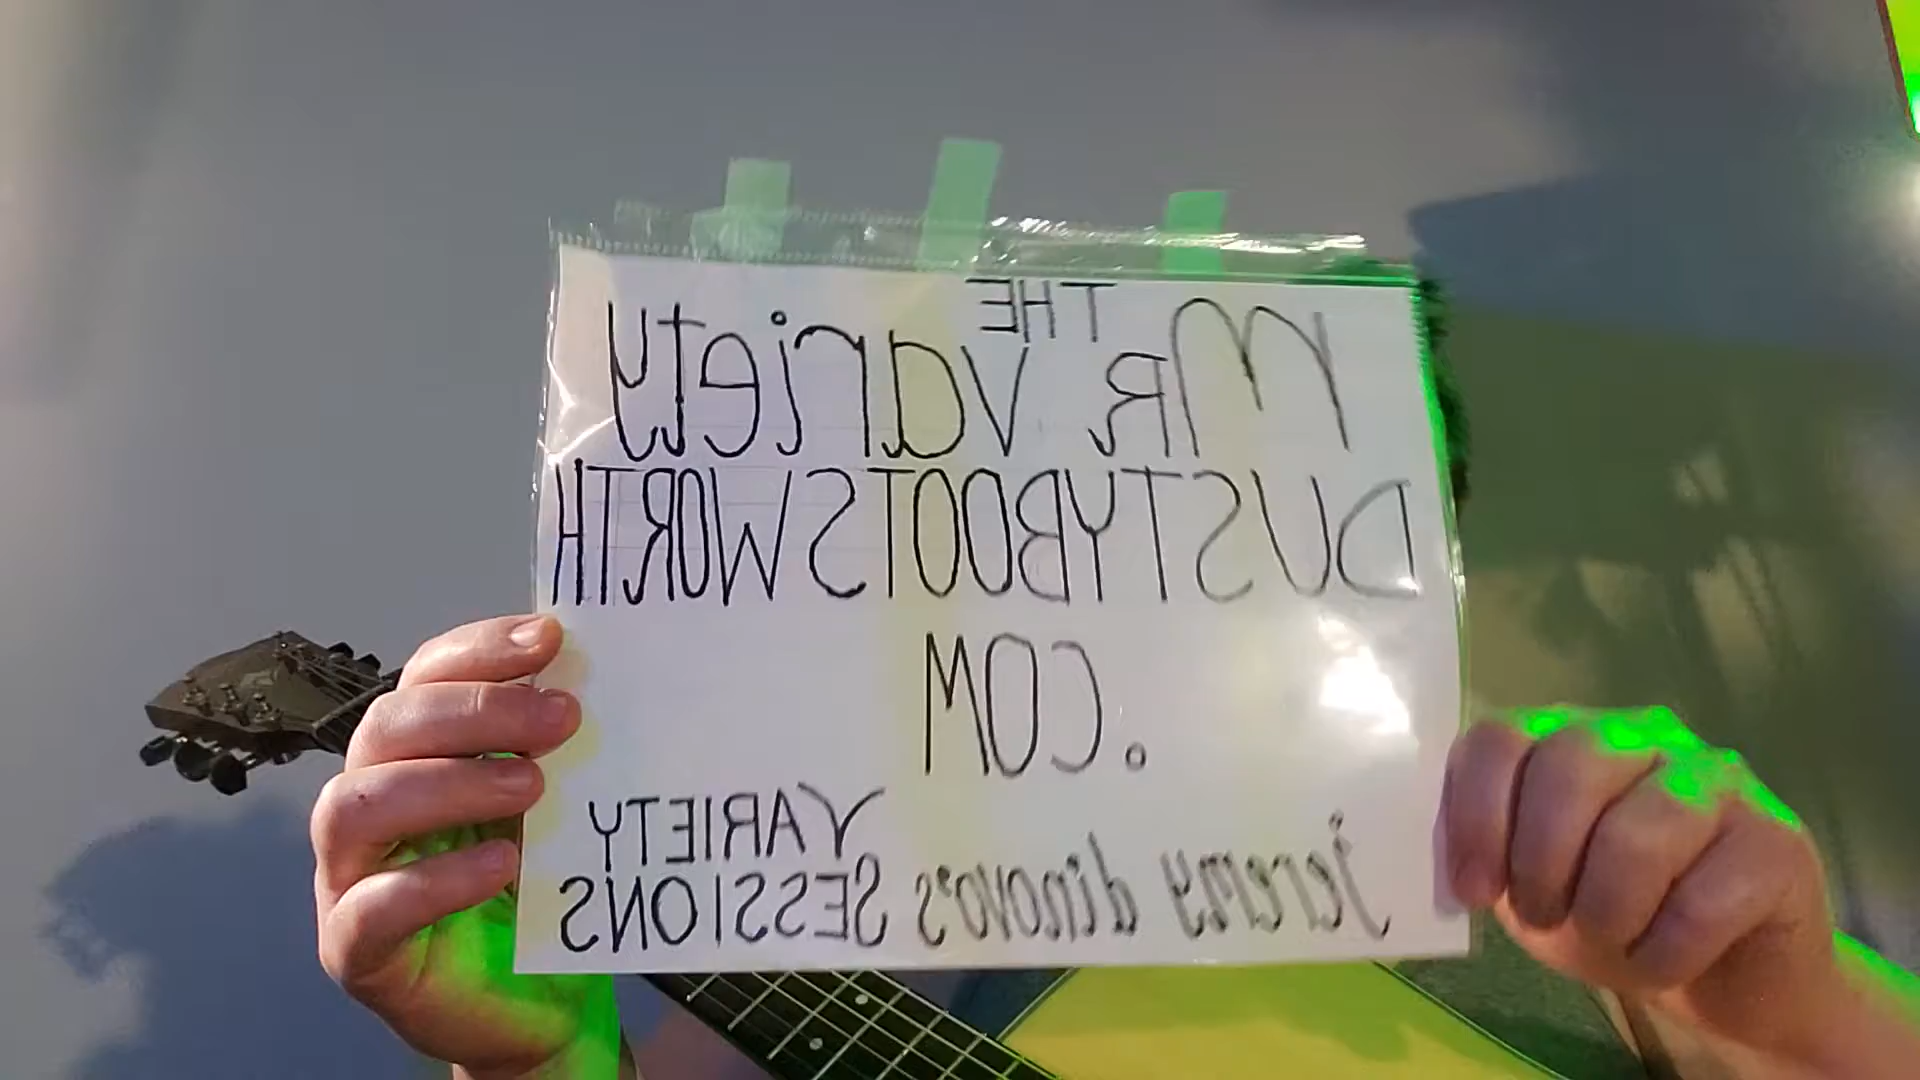 THE
MR. Variety
DUSTYBOOTSWORTH
.COM
VARIETY
jeremy dinovo's SESSIONS